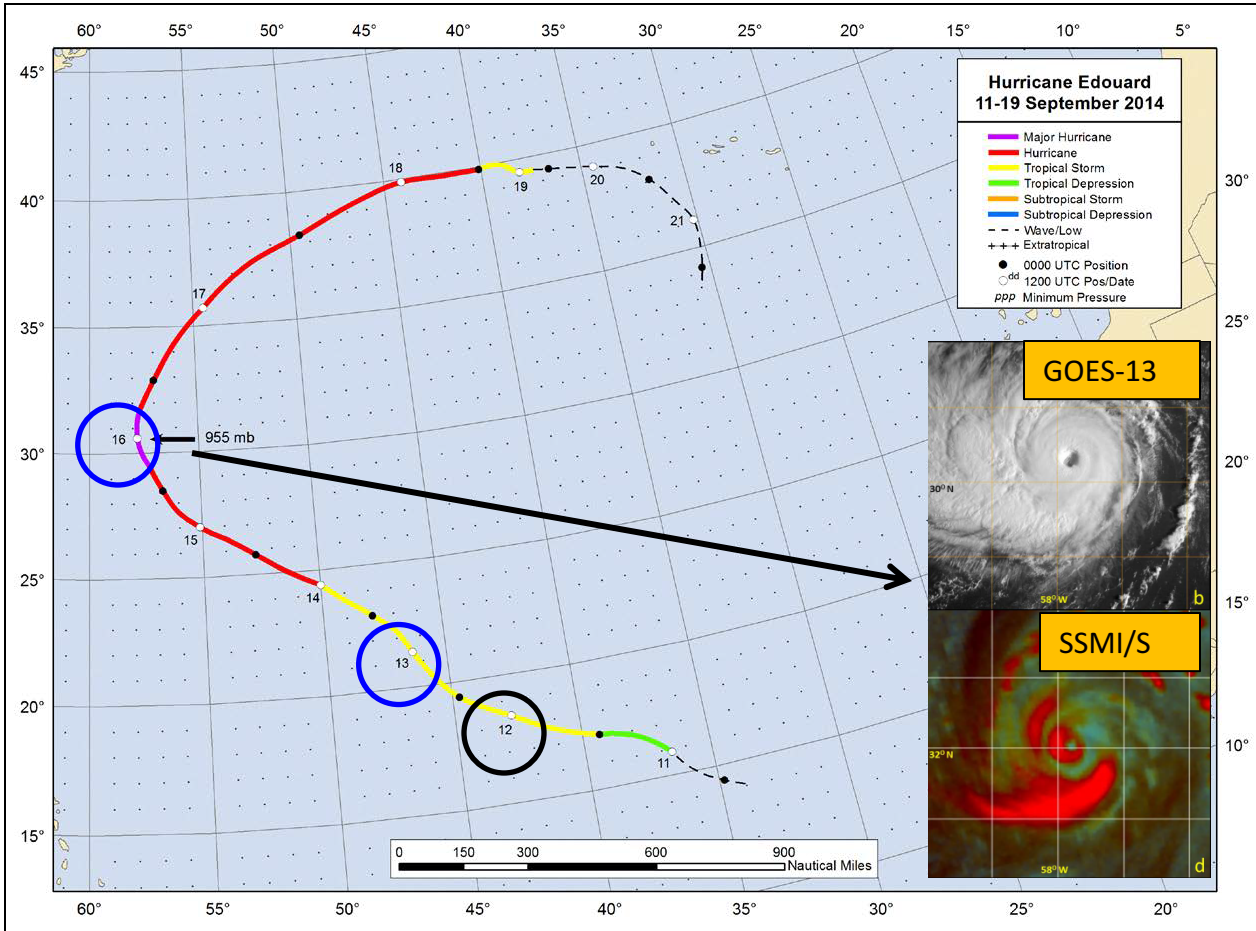 60° 55° 50° 45° 40° 35° 30° 25° 20° 15° 10° 5°
45°
40°
35°
30°
25°
20°
15°
30°
25°
20°
15°
10°
Hurricane Edouard
11-19 September 2014
Major Hurricane
Hurricane
Tropical Storm
Tropical Depression
Subtropical Storm
Subtropical Depression
Wave/Low
Extratropical
0000 UTC Position
dd 1200 UTC Pos/Date
ppp Minimum Pressure
18
19
20
21
17
16
955 mb
15
14
13
12
11
GOES-13
30° N
58° W
b
SSMI/S
32° N
58° W
d
0 150 300 600 900
Nautical Miles
60° 55° 50° 45° 40° 35° 30° 25° 20°